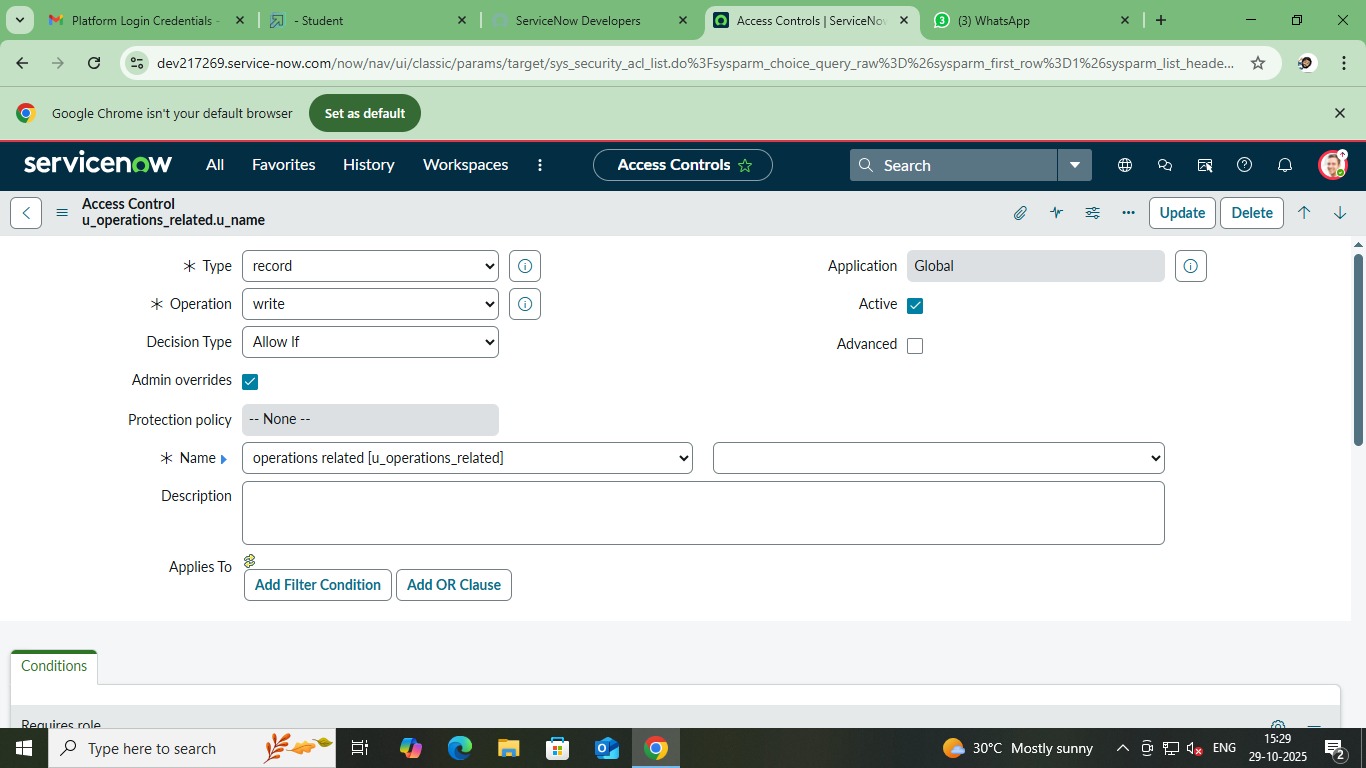 Platform Login Credentials -
- Student
ServiceNow Developers
Access Controls | ServiceNow
3
(3) WhatsApp
dev217269.service-now.com/now/nav/ui/classic/params/target/sys_security_acl_list.do%3Fsysparm_choice_query_raw%3D%26sysparm_first_row%3D1%26sysparm_list_heade...
Google Chrome isn't your default browser
Set as default
servicenow
All
Favorites
History
Workspaces
Access Controls
Search
Access Control
u_operations_related.u_name
Update
Delete
Type
record
Application
Global
Operation
write
Active
Decision Type
Allow If
Advanced
Admin overrides
Protection policy
-- None --
Name
operations related [u_operations_related]
Description
Applies To
Add Filter Condition
Add OR Clause
Conditions
Requires role
Type here to search
30°C Mostly sunny
ENG
15:29
29-10-2025
2